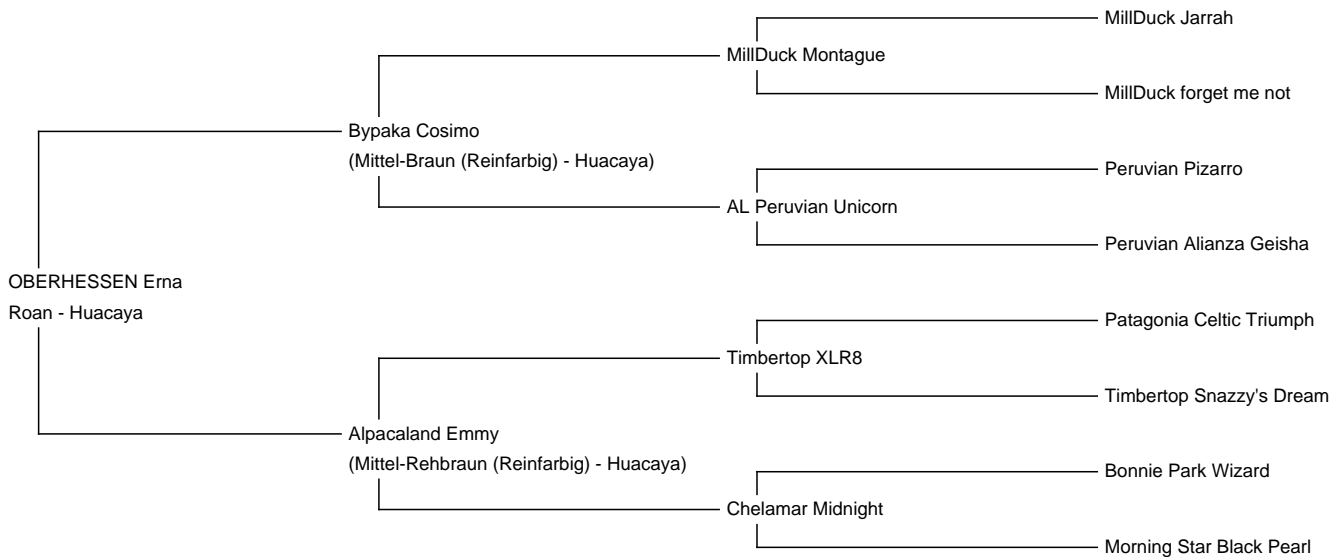 MillDuck Jarrah
MillDuck Montague
MillDuck forget me not
Bypaka Cosimo
(Mittel-Braun (Reinfarbig) - Huacaya)
Peruvian Pizarro
AL Peruvian Unicorn
Peruvian Alianza Geisha
OBERHESSEN Erna
Roan - Huacaya
Patagonia Celtic Triumph
Timbertop XLR8
Timbertop Snazzy's Dream
Alpacaland Emmy
(Mittel-Rehbraun (Reinfarbig) - Huacaya)
Bonnie Park Wizard
Chelamar Midnight
Morning Star Black Pearl